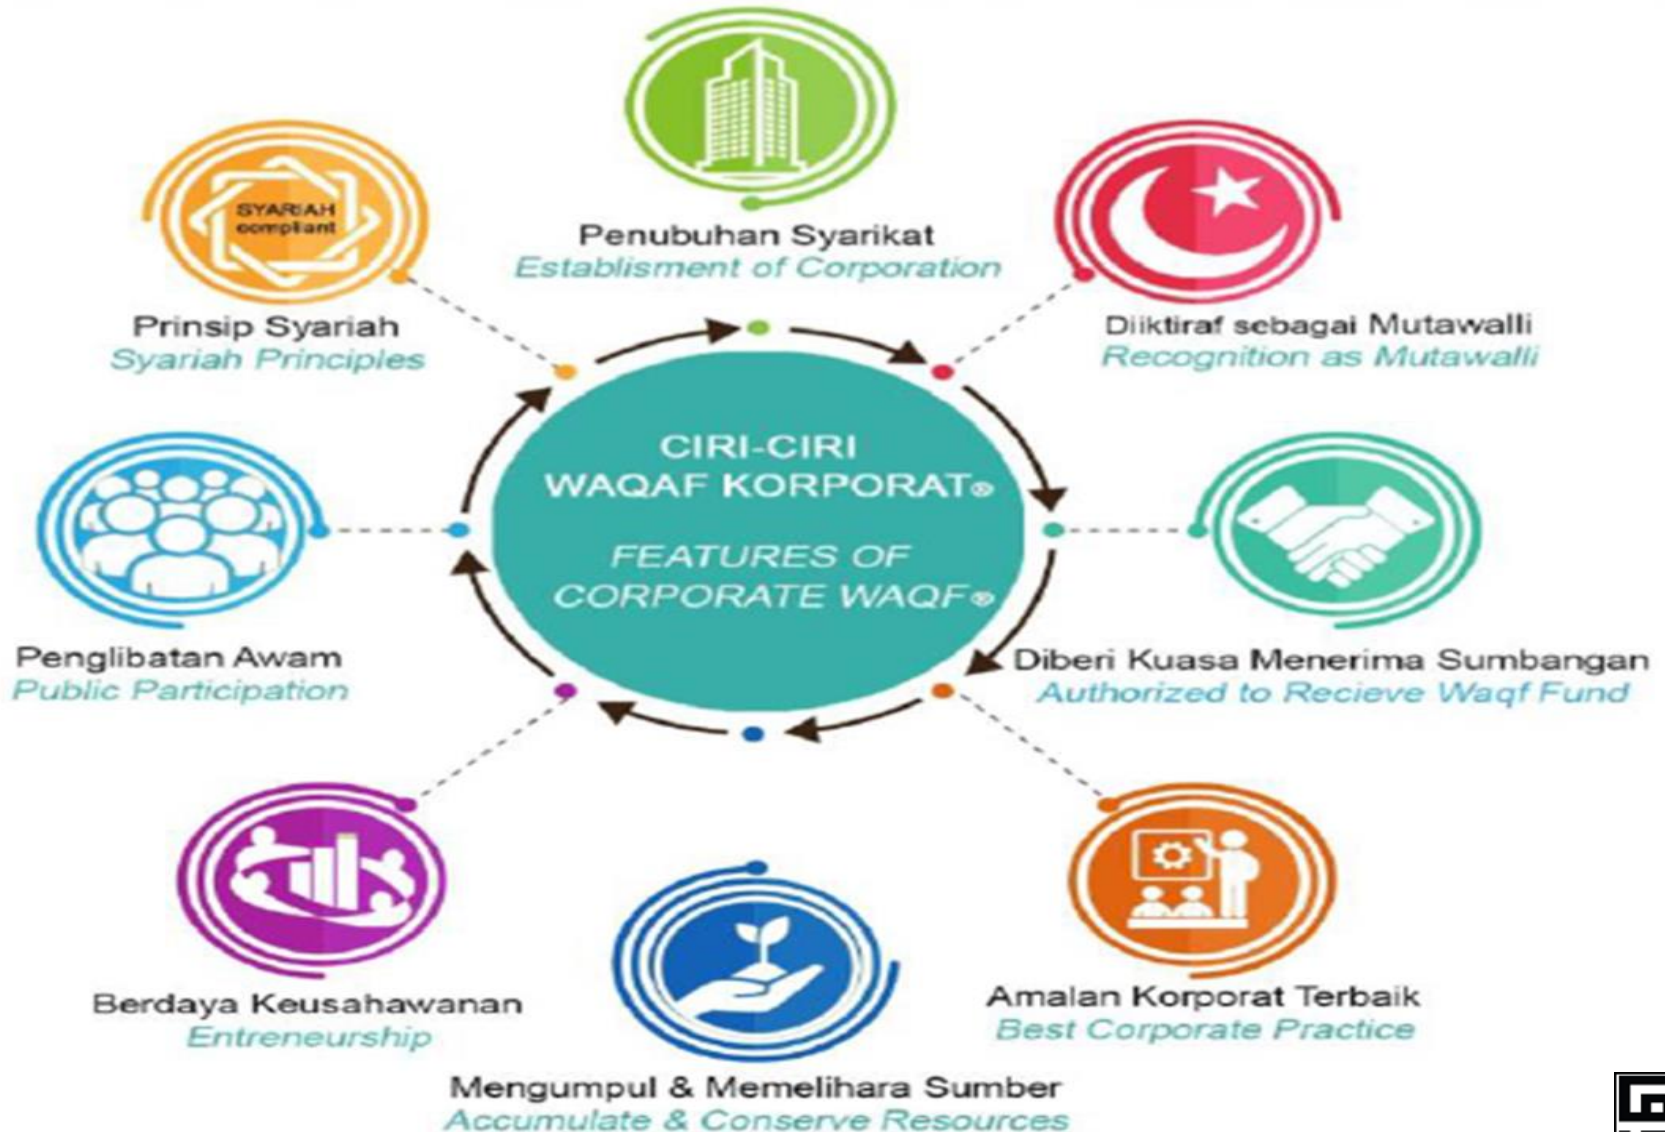 Penubuhan Syarikat
Establisment of Corporation
SYARIAH
compliant
Prinsip Syariah
Syariah Principles
Diiktiraf sebagai Mutawalli
Recognition as Mutawalli
CIRI-CIRI
WAQAF KORPORAT®
FEATURES OF
CORPORATE WAQF®
Penglibatan Awam
Public Participation
Diberi Kuasa Menerima Sumbangan
Authorized to Recieve Waqf Fund
Berdaya Keusahawanan
Entreneurship
Amalan Korporat Terbaik
Best Corporate Practice
Mengumpul & Memelihara Sumber
Accumulate & Conserve Resources